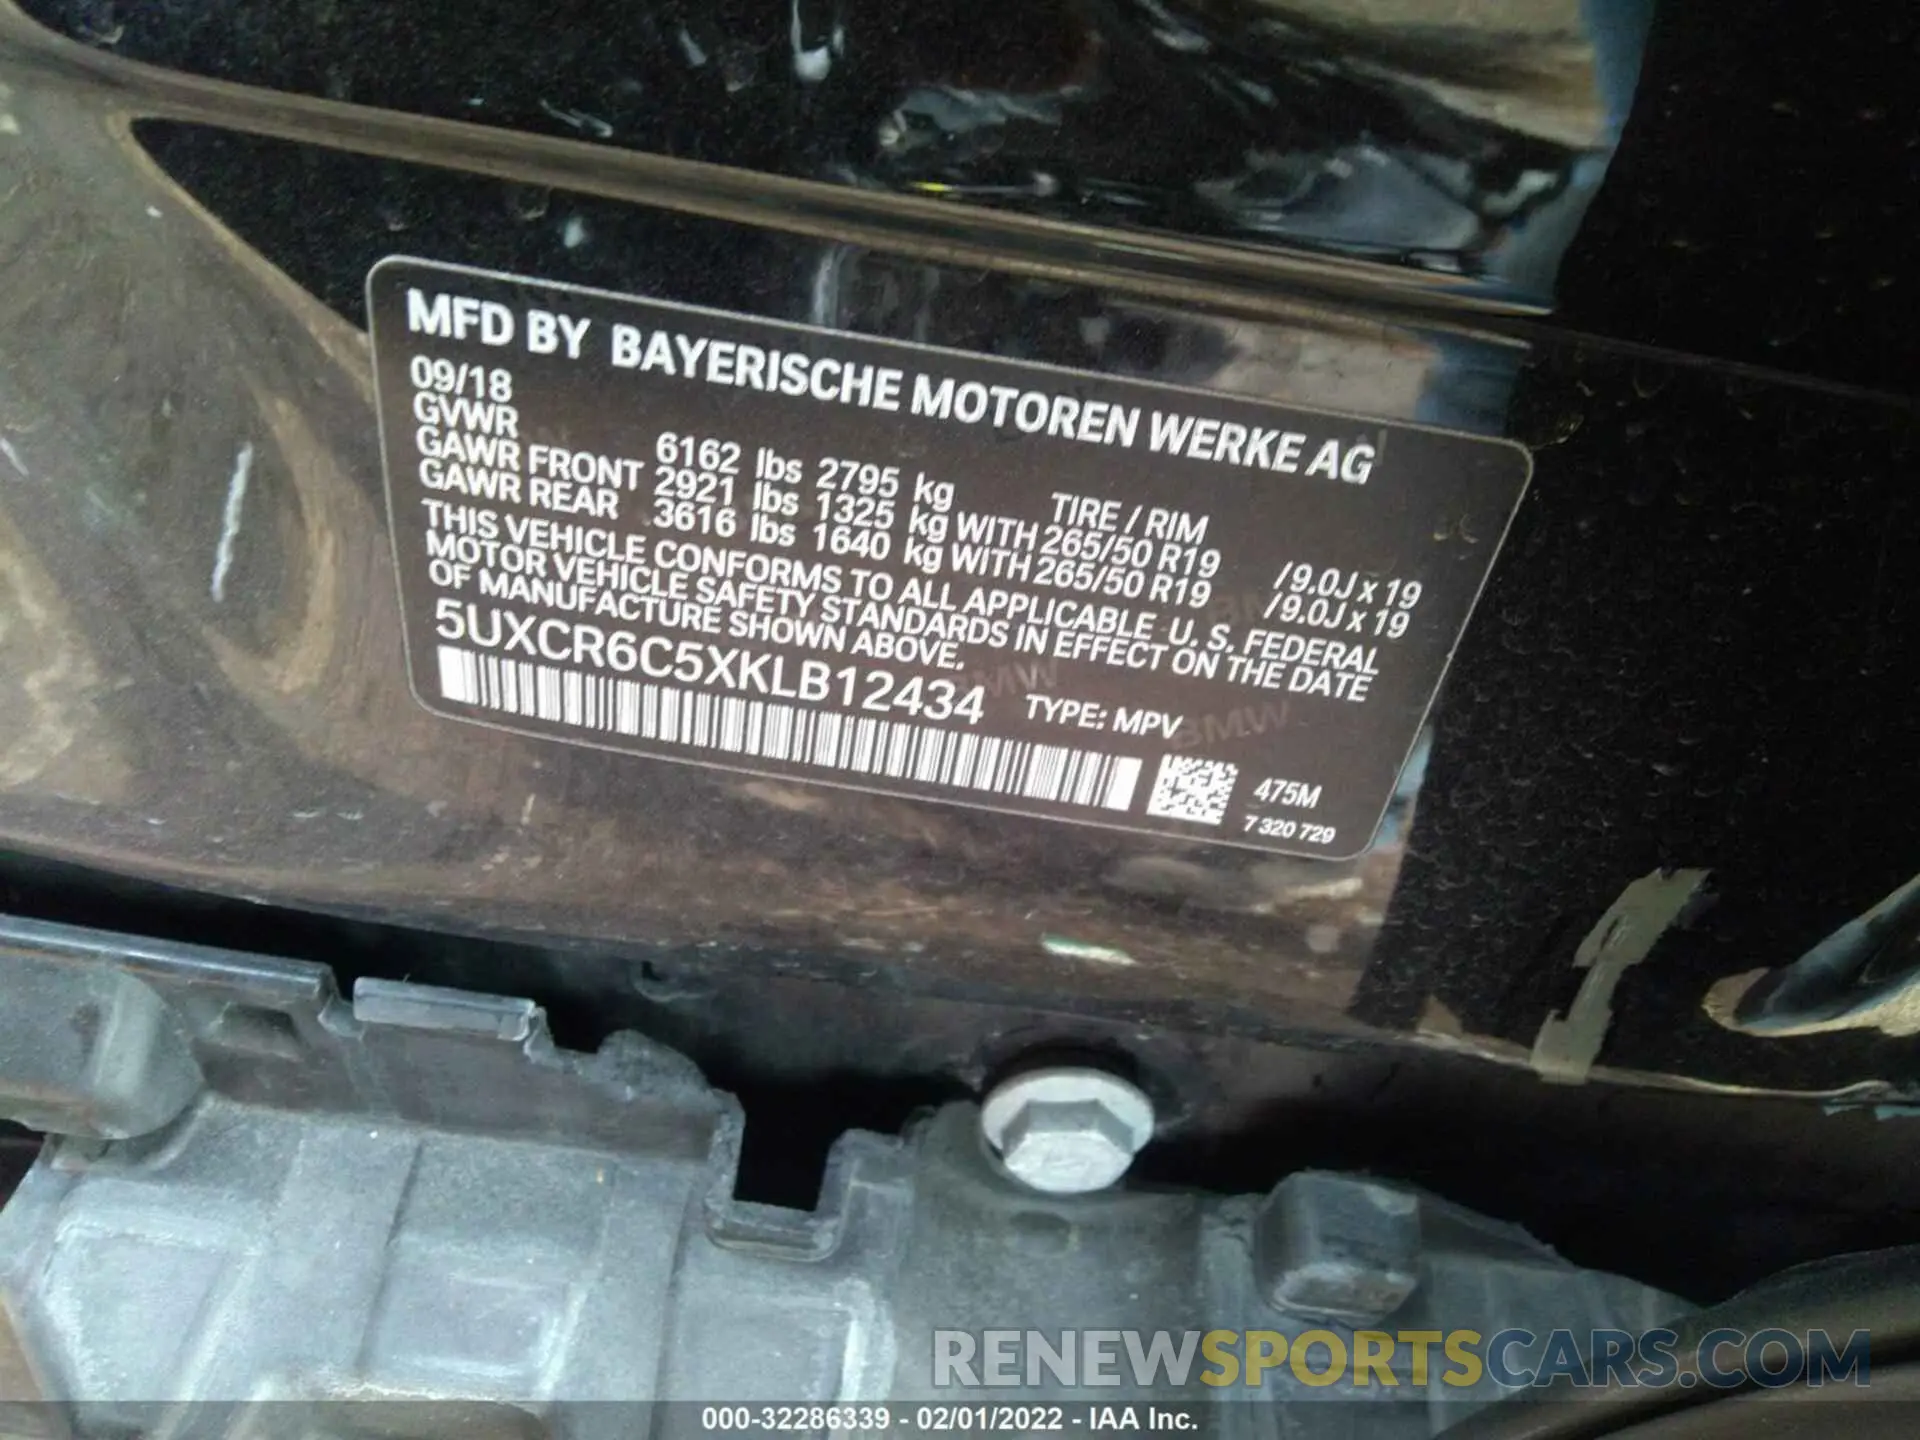 MFD BY BAYERISCHE MOTOREN WERKE AG
09/18
GVWR 6162 lbs 2795 kg TIRE / RIM
GAWR FRONT 2921 lbs 1325 kg WITH 265/50 R19 / 9.0J x 19
GAWR REAR 3616 lbs 1640 kg WITH 265/50 R19 / 9.0J x 19
THIS VEHICLE CONFORMS TO ALL APPLICABLE U. S. FEDERAL
MOTOR VEHICLE SAFETY STANDARDS IN EFFECT ON THE DATE
OF MANUFACTURE SHOWN ABOVE.
5UXCR6C5XKLB12434 TYPE: MPV
BMW
BMW
475M
7 320 729
RENEWSPORTSCARS.COM
000-32286339 - 02/01/2022 - IAA Inc.